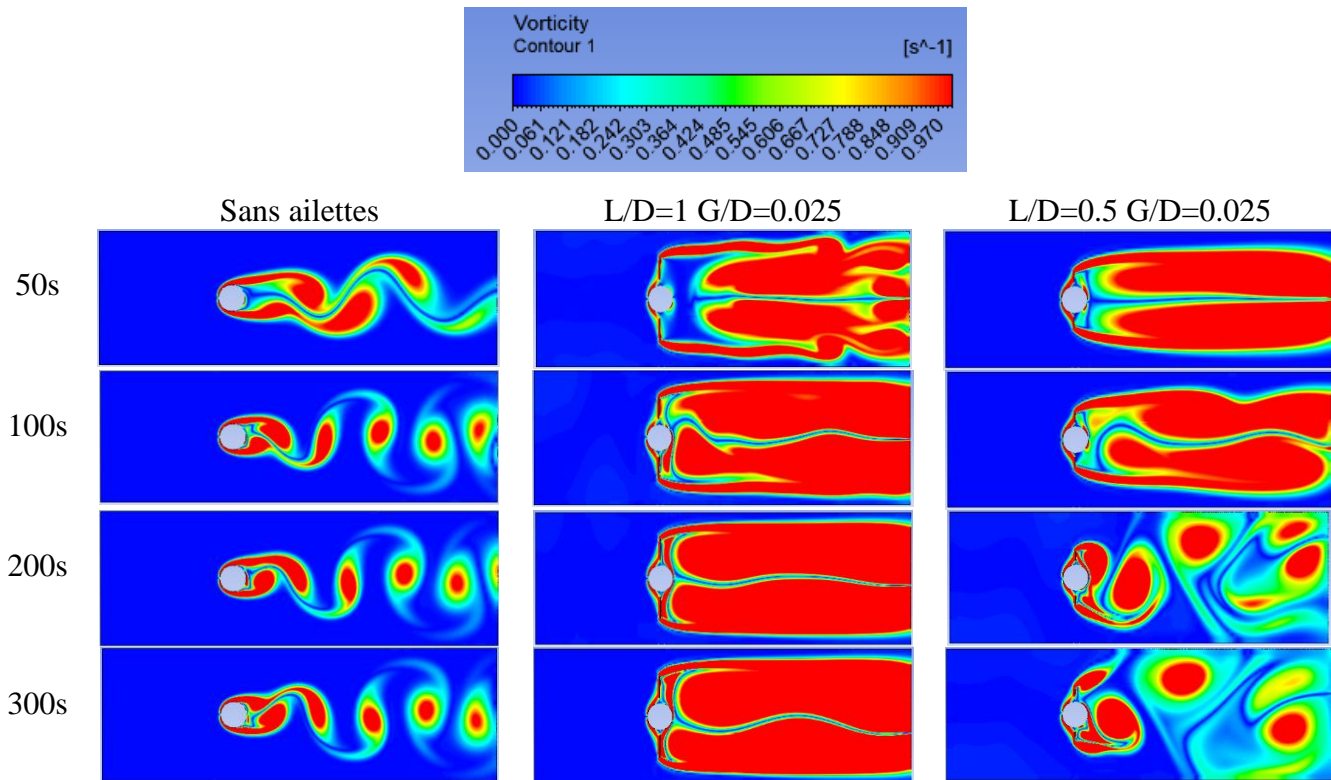 Vorticity
Contour 1 [s^-1]
0.000 0.061 0.121 0.182 0.242 0.303 0.364 0.424 0.485 0.545 0.606 0.667 0.727 0.788 0.848 0.909 0.970
Sans ailettes L/D=1 G/D=0.025 L/D=0.5 G/D=0.025
50s
100s
200s
300s